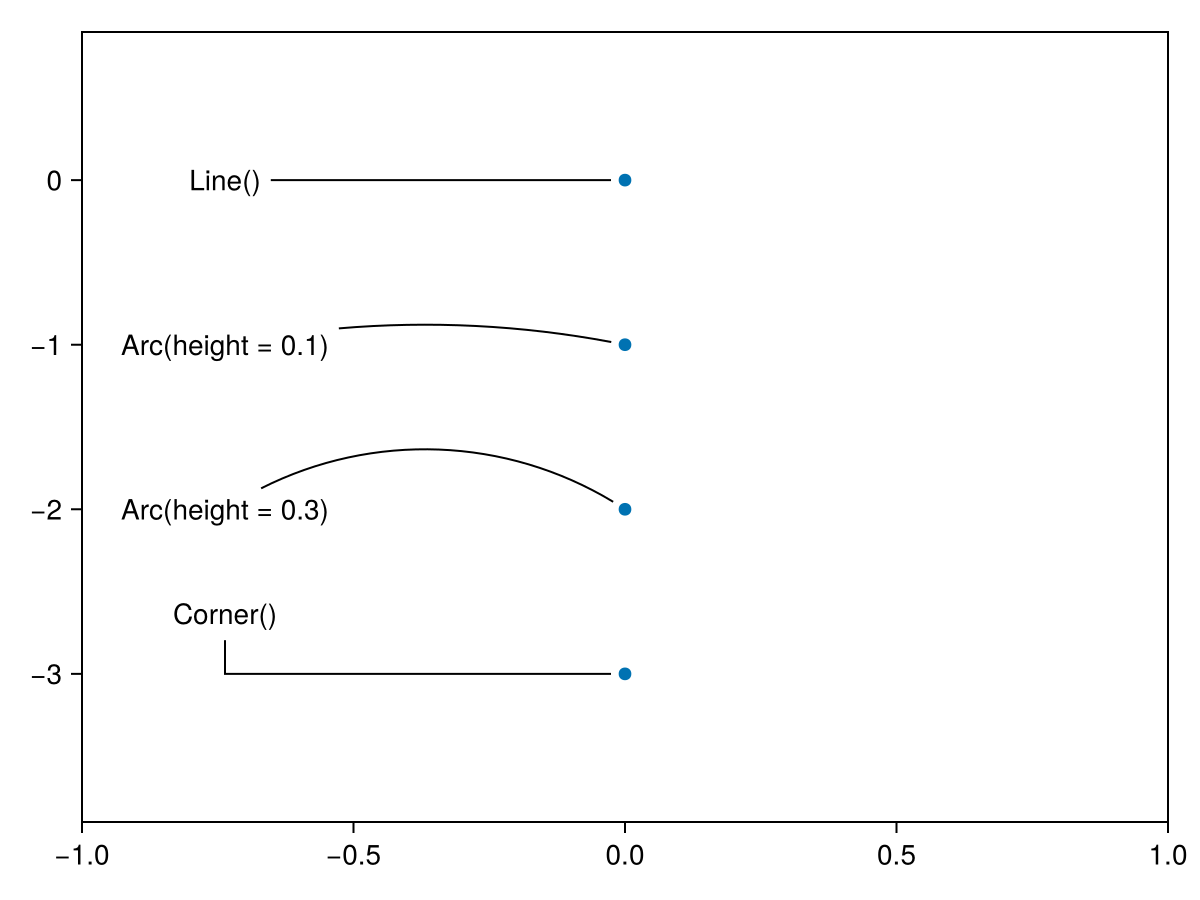 0
Line()
−1
Arc(height = 0.1)
−2
Arc(height = 0.3)
Corner()
−3
−1.0 −0.5 0.0 0.5 1.0